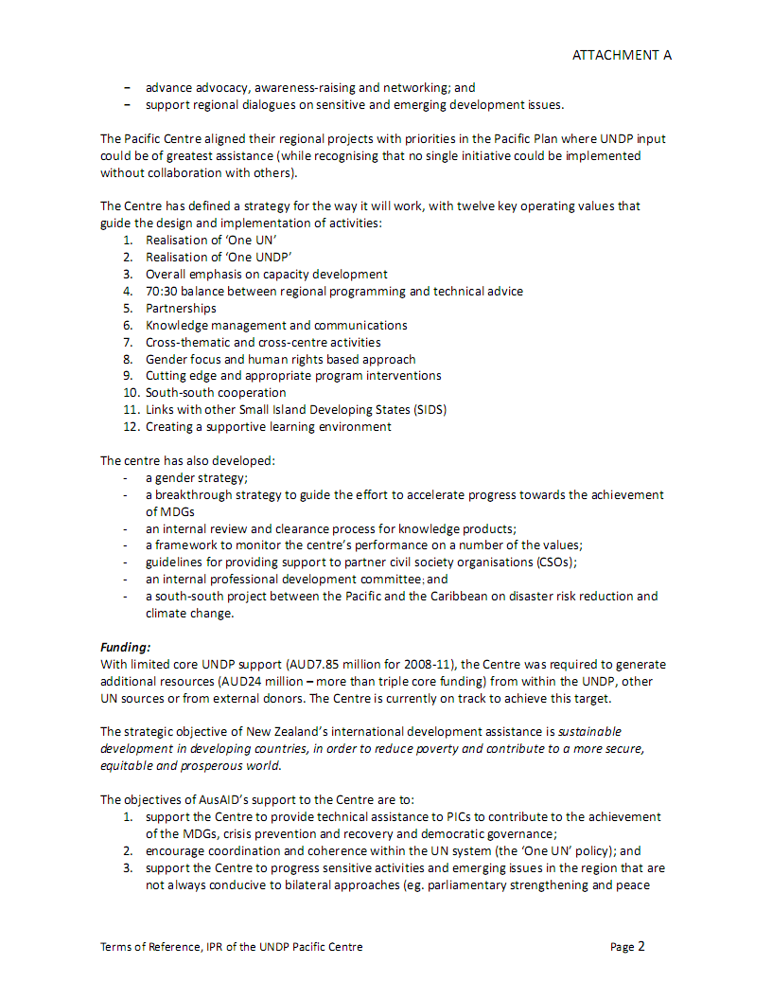 ATTACHMENT A
– advance advocacy, awareness-raising and networking; and
– support regional dialogues on sensitive and emerging development issues.
The Pacific Centre aligned their regional projects with priorities in the Pacific Plan where UNDP input
could be of greatest assistance (while recognising that no single initiative could be implemented
without collaboration with others).
The Centre has defined a strategy for the way it will work, with twelve key operating values that
guide the design and implementation of activities:
1. Realisation of ‘One UN’
2. Realisation of ‘One UNDP’
3. Overall emphasis on capacity development
4. 70:30 balance between regional programming and technical advice
5. Partnerships
6. Knowledge management and communications
7. Cross-thematic and cross-centre activities
8. Gender focus and human rights based approach
9. Cutting edge and appropriate program interventions
10. South-south cooperation
11. Links with other Small Island Developing States (SIDS)
12. Creating a supportive learning environment
The centre has also developed:
- a gender strategy;
- a breakthrough strategy to guide the effort to accelerate progress towards the achievement
of MDGs
- an internal review and clearance process for knowledge products;
- a framework to monitor the centre’s performance on a number of the values;
- guidelines for providing support to partner civil society organisations (CSOs);
- an internal professional development committee; and
- a south-south project between the Pacific and the Caribbean on disaster risk reduction and
climate change.
Funding:
With limited core UNDP support (AUD7.85 million for 2008-11), the Centre was required to generate
additional resources (AUD24 million – more than triple core funding) from within the UNDP, other
UN sources or from external donors. The Centre is currently on track to achieve this target.
The strategic objective of New Zealand’s international development assistance is sustainable
development in developing countries, in order to reduce poverty and contribute to a more secure,
equitable and prosperous world.
The objectives of AusAID’s support to the Centre are to:
1. support the Centre to provide technical assistance to PICs to contribute to the achievement
of the MDGs, crisis prevention and recovery and democratic governance;
2. encourage coordination and coherence within the UN system (the ‘One UN’ policy); and
3. support the Centre to progress sensitive activities and emerging issues in the region that are
not always conducive to bilateral approaches (eg. parliamentary strengthening and peace
Terms of Reference, IPR of the UNDP Pacific Centre Page 2